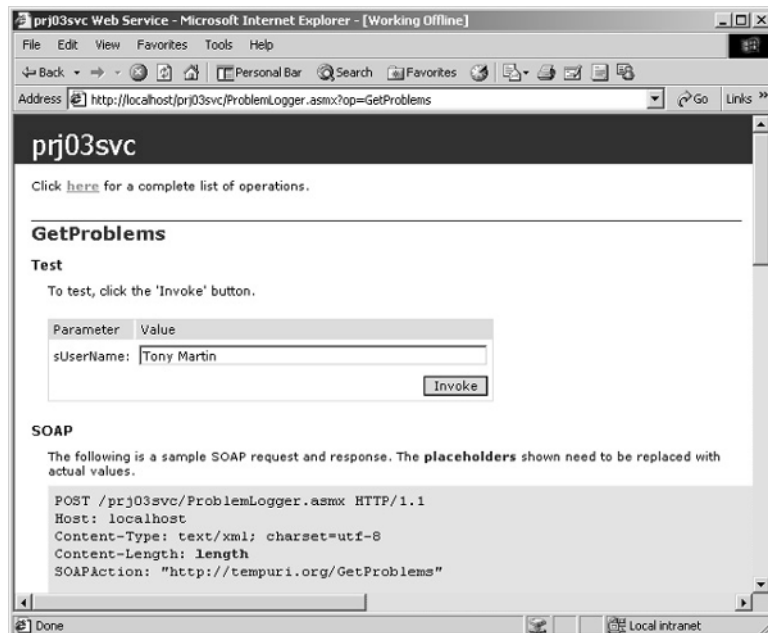 prj03svc Web Service - Microsoft Internet Explorer - [Working Offline]
File Edit View Favorites Tools Help
Back Personal Bar Search Favorites
Address http://localhost/prj03svc/ProblemLogger.asmx?op=GetProblems Go Links »
prj03svc
Click here for a complete list of operations.
GetProblems
Test
To test, click the 'Invoke' button.
Parameter Value
sUserName: Tony Martin
Invoke
SOAP
The following is a sample SOAP request and response. The placeholders shown need to be replaced with
actual values.
POST /prj03svc/ProblemLogger.asmx HTTP/1.1
Host: localhost
Content-Type: text/xml; charset=utf-8
Content-Length: length
SOAPAction: "http://tempuri.org/GetProblems"
Done Local intranet